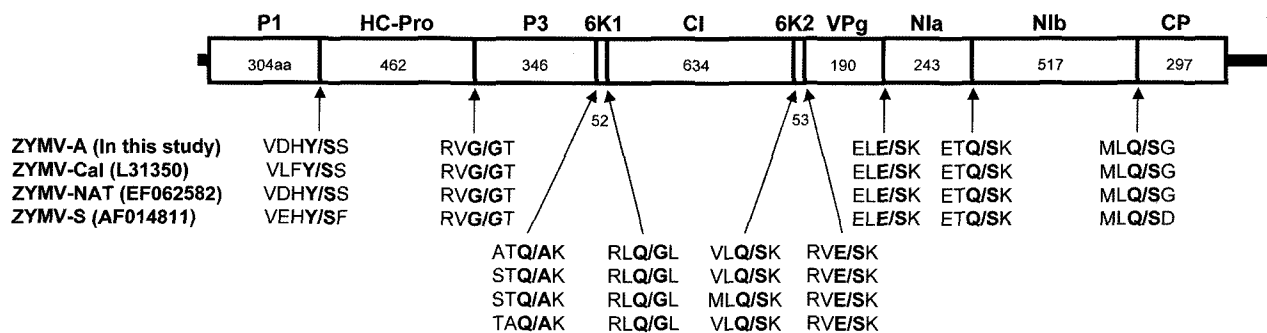 P1 HC-Pro P3 6K1 CI 6K2 VPg NIa NIb CP
304aa 462 346 634 190 243 517 297
52 53
ZYMV-A (In this study) VDHY/SS RVG/GT ELE/SK ETQ/SK MLQ/SG
ZYMV-Cal (L31350) VLFY/SS RVG/GT ELE/SK ETQ/SK MLQ/SG
ZYMV-NAT (EF062582) VDHY/SS RVG/GT ELE/SK ETQ/SK MLQ/SG
ZYMV-S (AF014811) VEHY/SF RVG/GT ELE/SK ETQ/SK MLQ/SD
ATQ/AK RLQ/GL VLQ/SK RVE/SK
STQ/AK RLQ/GL VLQ/SK RVE/SK
STQ/AK RLQ/GL MLQ/SK RVE/SK
TAQ/AK RLQ/GL VLQ/SK RVE/SK